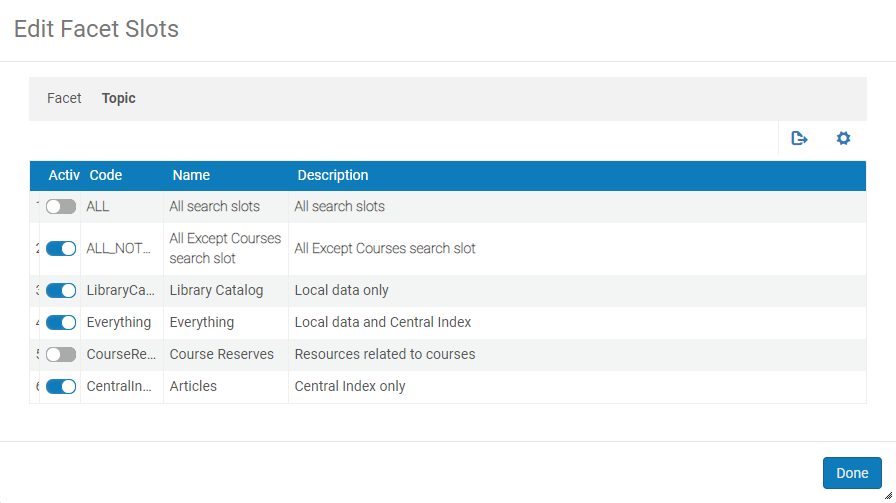 Edit Facet Slots
Facet Topic
Activ Code Name Description
ALL All search slots All search slots
2 ALL_NOT... All Except Courses search slot All Except Courses search slot
3 LibraryCa... Library Catalog Local data only
4 Everything Everything Local data and Central Index
5 CourseRe... Course Reserves Resources related to courses
6 CentralIn... Articles Central Index only
Done